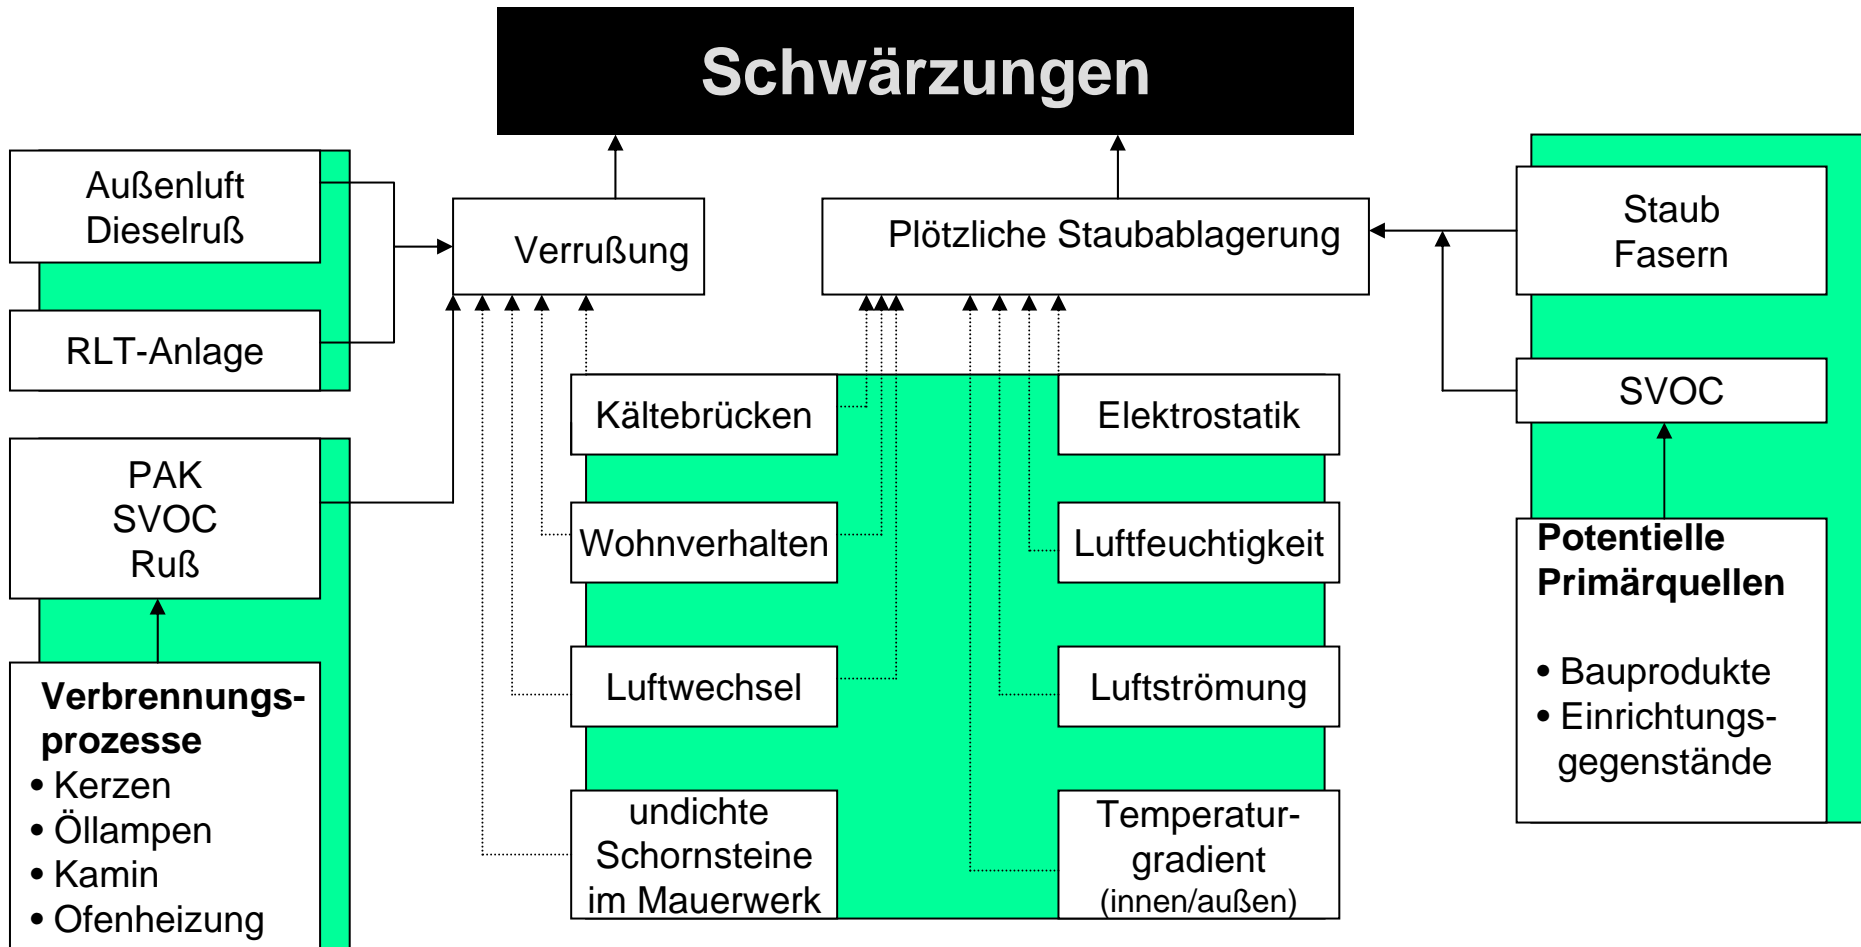 Schwärzungen
Außenluft
Dieselruß
RLT-Anlage
PAK
SVOC
Ruß
Verbrennungs-
prozesse
• Kerzen
• Öllampen
• Kamin
• Ofenheizung
Verrußung
Plötzliche Staubablagerung
Kältebrücken
Wohnverhalten
Luftwechsel
undichte
Schornsteine
im Mauerwerk
Elektrostatik
Luftfeuchtigkeit
Luftströmung
Temperatur-
gradient
(innen/außen)
Staub
Fasern
SVOC
Potentielle
Primärquellen
• Bauprodukte
• Einrichtungs-
gegenstände